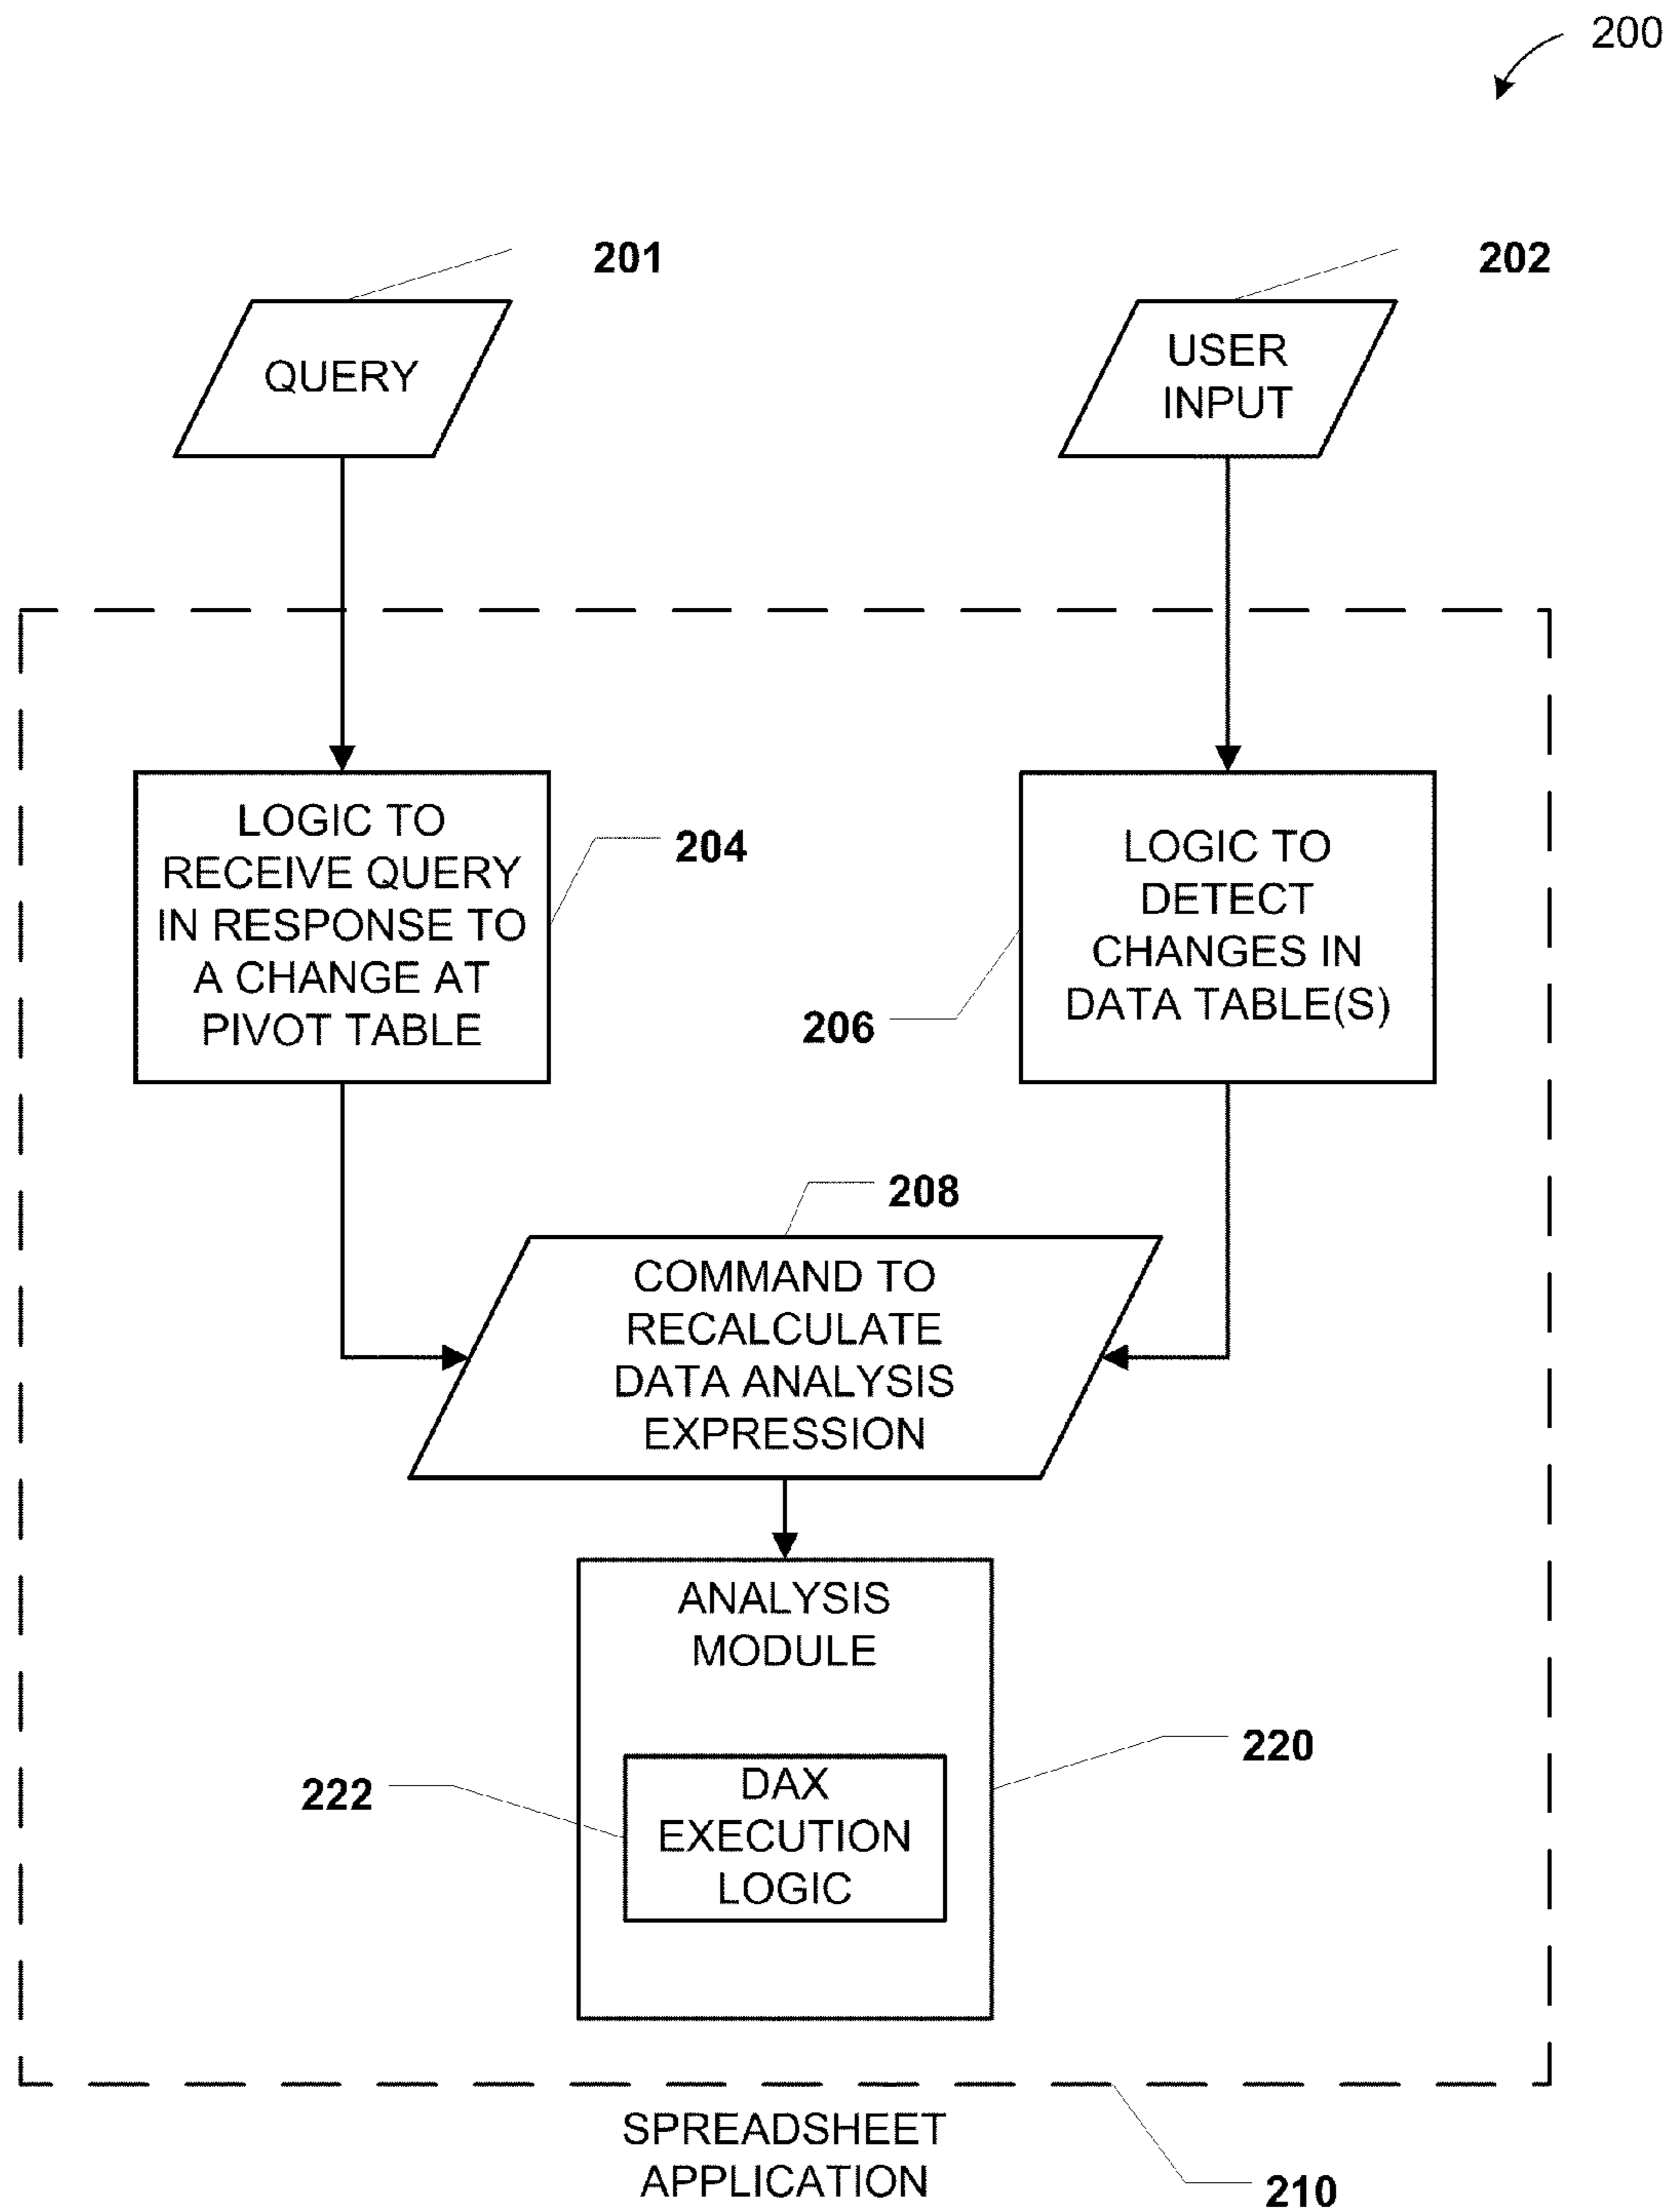 200
201
202
QUERY
USER
INPUT
LOGIC TO
RECEIVE QUERY
IN RESPONSE TO
A CHANGE AT
PIVOT TABLE
204
LOGIC TO
DETECT
CHANGES IN
DATA TABLE(S)
206
208
COMMAND TO
RECALCULATE
DATA ANALYSIS
EXPRESSION
ANALYSIS
MODULE
220
222
DAX
EXECUTION
LOGIC
SPREADSHEET
APPLICATION
210